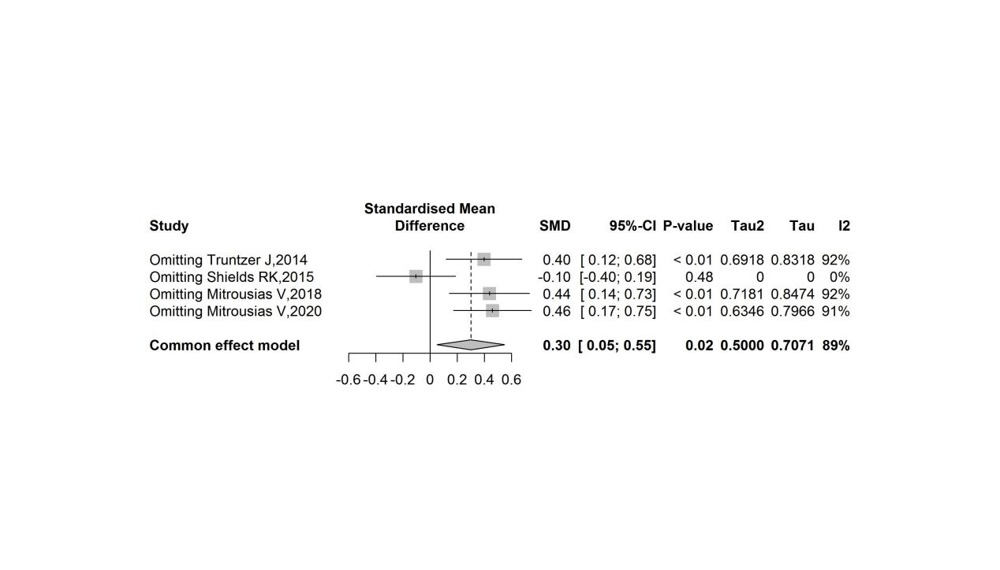 Standardised Mean
Study Difference SMD 95%-CI P-value Tau2 Tau I2
Omitting Truntzer J,2014 0.40 [ 0.12; 0.68] < 0.01 0.6918 0.8318 92%
Omitting Shields RK,2015 -0.10 [-0.40; 0.19] 0.48 0 0 0%
Omitting Mitrousias V,2018 0.44 [ 0.14; 0.73] < 0.01 0.7181 0.8474 92%
Omitting Mitrousias V,2020 0.46 [ 0.17; 0.75] < 0.01 0.6346 0.7966 91%
Common effect model 0.30 [ 0.05; 0.55] 0.02 0.5000 0.7071 89%
-0.6 -0.4 -0.2 0 0.2 0.4 0.6